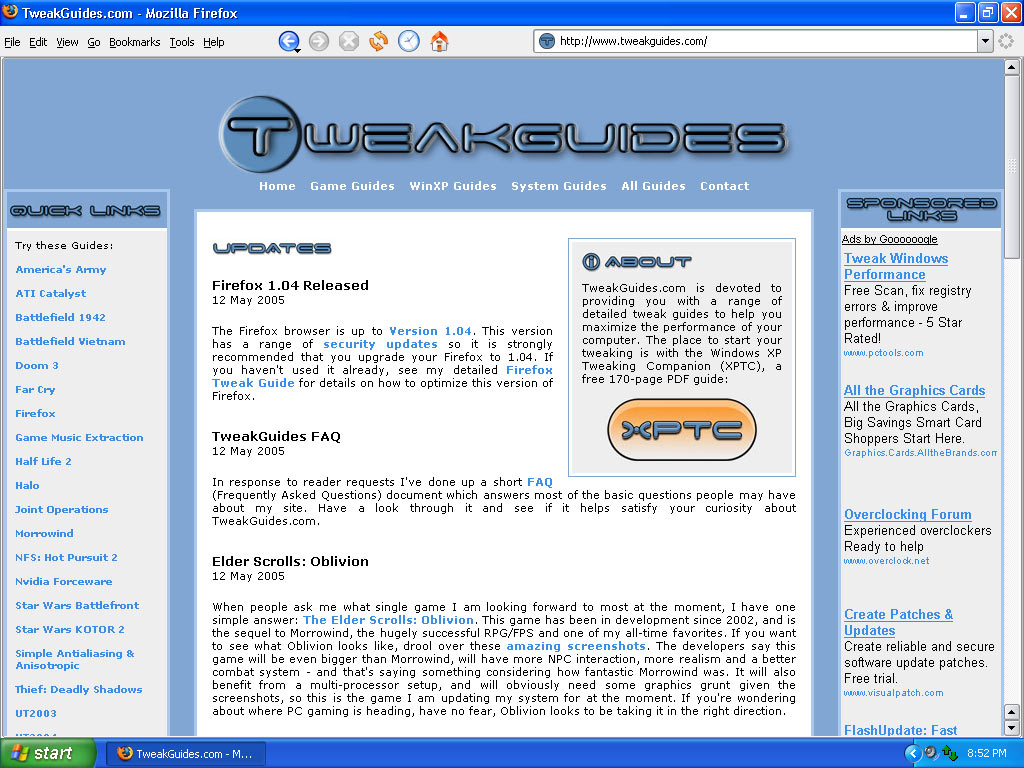 TweakGuides.com - Mozilla Firefox
File Edit View Go Bookmarks Tools Help
http://www.tweakguides.com/
TWEAKGUIDES
Home Game Guides WinXP Guides System Guides All Guides Contact
QUICK LINKS
Try these Guides:
America's Army
ATI Catalyst
Battlefield 1942
Battlefield Vietnam
Doom 3
Far Cry
Firefox
Game Music Extraction
Half Life 2
Halo
Joint Operations
Morrowind
NFS: Hot Pursuit 2
Nvidia Forceware
Star Wars Battlefront
Star Wars KOTOR 2
Simple Antialiasing &
Anisotropic
Thief: Deadly Shadows
UT2003
UT2004
UPDATES
Firefox 1.04 Released
12 May 2005
The Firefox browser is up to Version 1.04. This version
has a range of security updates so it is strongly
recommended that you upgrade your Firefox to 1.04. If
you haven't used it already, see my detailed Firefox
Tweak Guide for details on how to optimize this version of
Firefox.
TweakGuides FAQ
12 May 2005
In response to reader requests I've done up a short FAQ
(Frequently Asked Questions) document which answers most of the basic questions people may have
about my site. Have a look through it and see if it helps satisfy your curiosity about
TweakGuides.com.
Elder Scrolls: Oblivion
12 May 2005
When people ask me what single game I am looking forward to most at the moment, I have one
simple answer: The Elder Scrolls: Oblivion. This game has been in development since 2002, and is
the sequel to Morrowind, the hugely successful RPG/FPS and one of my all-time favorites. If you want
to see what Oblivion looks like, drool over these amazing screenshots. The developers say this
game will be even bigger than Morrowind, will have more NPC interaction, more realism and a better
combat system - and that's saying something considering how fantastic Morrowind was. It will also
benefit from a multi-processor setup, and will obviously need some graphics grunt given the
screenshots, so this is the game I am updating my system for at the moment. If you're wondering
about where PC gaming is heading, have no fear, Oblivion looks to be taking it in the right direction.
i ABOUT
TweakGuides.com is devoted to
providing you with a range of
detailed tweak guides to help you
maximize the performance of your
computer. The place to start your
tweaking is with the Windows XP
Tweaking Companion (XPTC), a
free 170-page PDF guide:
XPTC
SPONSORED
LINKS
Ads by Goooooogle
Tweak Windows
Performance
Free Scan, fix registry
errors & improve
performance - 5 Star
Rated!
www.pctools.com
All the Graphics Cards
All the Graphics Cards,
Big Savings Smart Card
Shoppers Start Here.
Graphics.Cards.AlltheBrands.com
Overclocking Forum
Experienced overclockers
Ready to help
www.overclock.net
Create Patches &
Updates
Create reliable and secure
software update patches.
Free trial.
www.visualpatch.com
FlashUpdate: Fast
start
TweakGuides.com - M...
8:52 PM